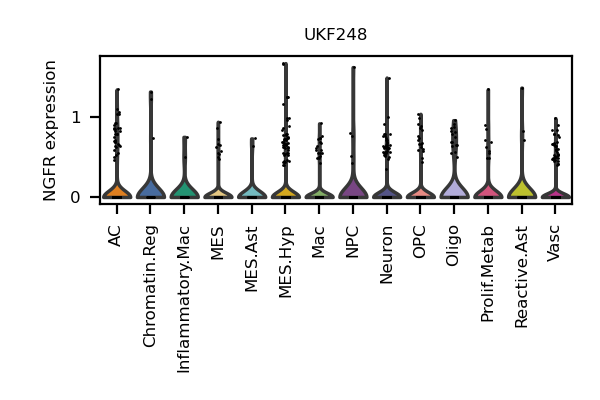 UKF248
NGFR expression
1
0
AC
Chromatin.Reg
Inflammatory.Mac
MES
MES.Ast
MES.Hyp
Mac
NPC
Neuron
OPC
Oligo
Prolif.Metab
Reactive.Ast
Vasc